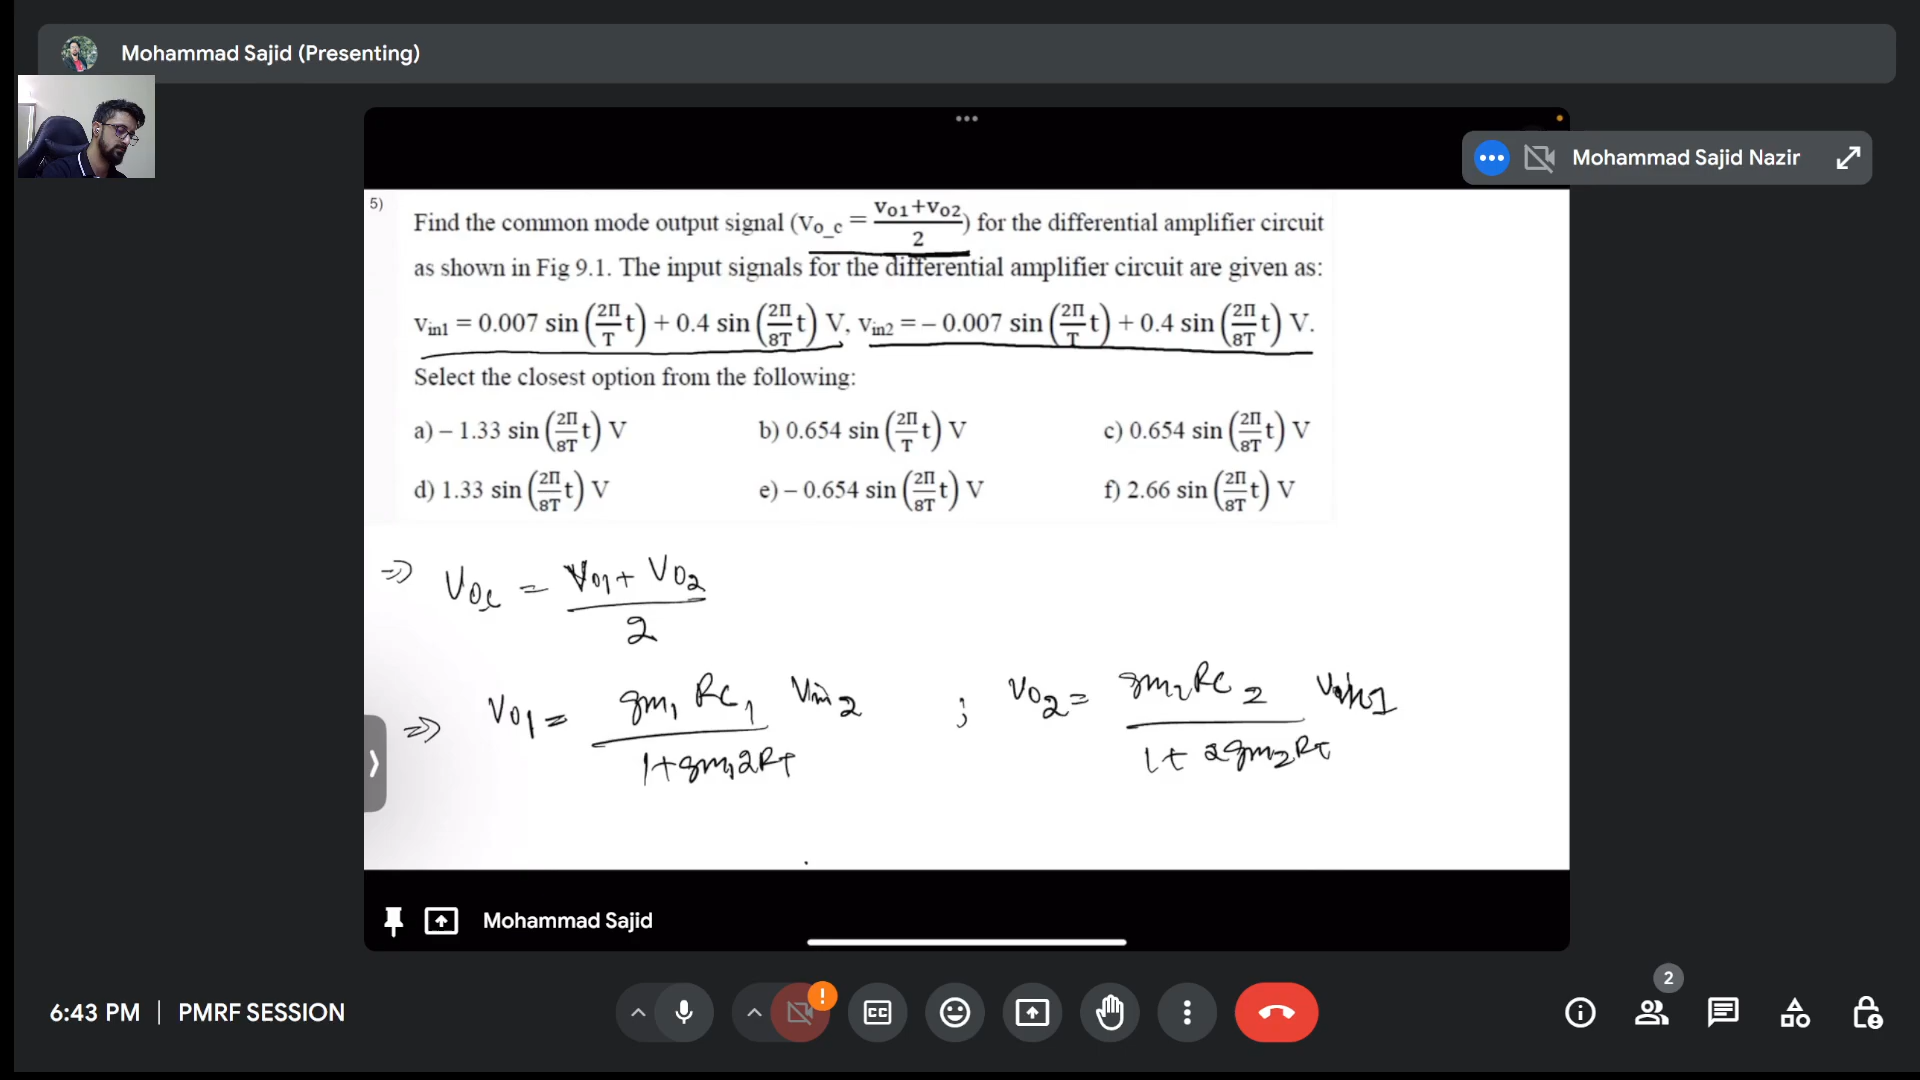 Mohammad Sajid (Presenting)
Mohammad Sajid Nazir
5)
Find the common mode output signal (Vo_c = (Vo1+Vo2)/2) for the differential amplifier circuit
as shown in Fig 9.1. The input signals for the differential amplifier circuit are given as:
Vin1 = 0.007 sin (2Π/T t) + 0.4 sin (2Π/8T t) V, Vin2 = – 0.007 sin (2Π/T t) + 0.4 sin (2Π/8T t) V.
Select the closest option from the following:
a) – 1.33 sin (2Π/8T t) V b) 0.654 sin (2Π/T t) V c) 0.654 sin (2Π/8T t) V
d) 1.33 sin (2Π/8T t) V e) – 0.654 sin (2Π/8T t) V f) 2.66 sin (2Π/8T t) V
=> Voc = (Vo1 + Vo2)/2
=> Vo1 = gm1 Rc1 / (1+gm1 2RT) Vin2 ; Vo2 = gm2 Rc2 / (1+ 2gm2 RT) Vin1
Mohammad Sajid
6:43 PM | PMRF SESSION
!
CC
2